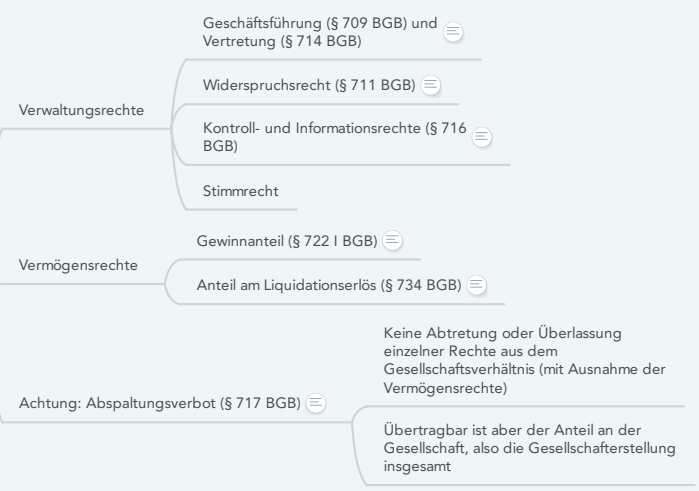 Geschäftsführung (§ 709 BGB) und
Vertretung (§ 714 BGB)
Widerspruchsrecht (§ 711 BGB)
Verwaltungsrechte
Kontroll- und Informationsrechte (§ 716
BGB)
Stimmrecht
Gewinnanteil (§ 722 I BGB)
Vermögensrechte
Anteil am Liquidationserlös (§ 734 BGB)
Keine Abtretung oder Überlassung
einzelner Rechte aus dem
Gesellschaftsverhältnis (mit Ausnahme der
Vermögensrechte)
Achtung: Abspaltungsverbot (§ 717 BGB)
Übertragbar ist aber der Anteil an der
Gesellschaft, also die Gesellschafterstellung
insgesamt